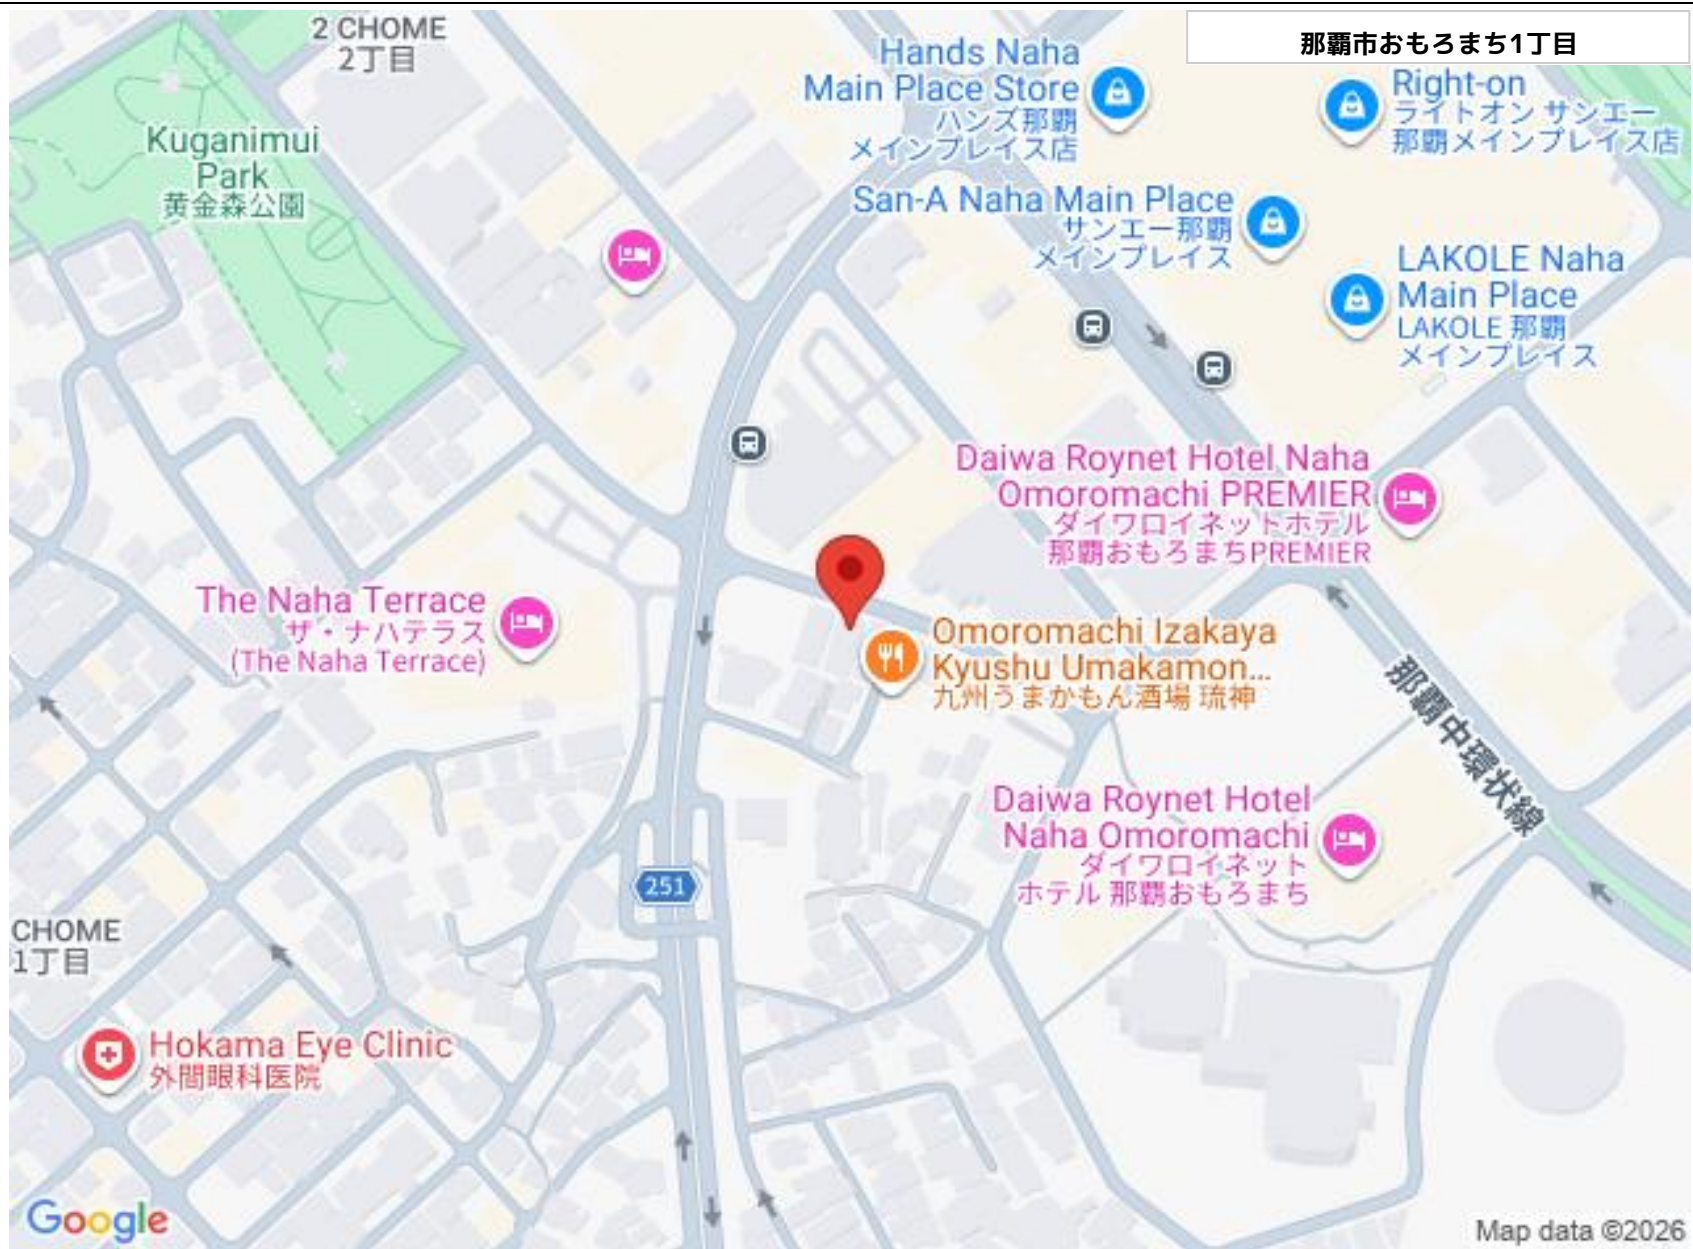 那覇市おもろまち1丁目
2 CHOME
2丁目
Hands Naha
Main Place Store
ハンズ那覇
メインプレイス店
Right-on
ライトオン サンエー
那覇メインプレイス店
Kuganimui
Park
黄金森公園
San-A Naha Main Place
サンエー那覇
メインプレイス
LAKOLE Naha
Main Place
LAKOLE 那覇
メインプレイス
Daiwa Roynet Hotel Naha
Omoromachi PREMIER
ダイワロイネットホテル
那覇おもろまちPREMIER
The Naha Terrace
ザ・ナハテラス
(The Naha Terrace)
Omoromachi Izakaya
Kyushu Umakamon...
九州うまかもん酒場 琉神
那覇中環状線
Daiwa Roynet Hotel
Naha Omoromachi
ダイワロイネット
ホテル 那覇おもろまち
251
CHOME
1丁目
Hokama Eye Clinic
外間眼科医院
Google
Map data ©2026